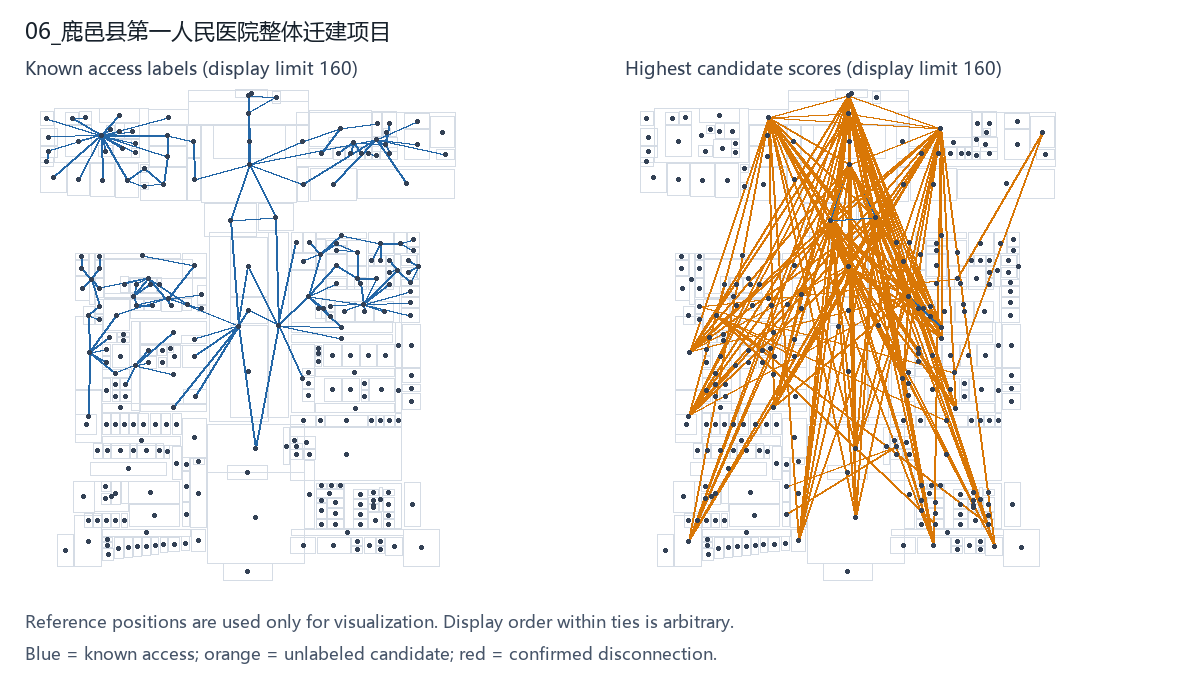 06_鹿邑县第一人民医院整体迁建项目
Known access labels (display limit 160)
Highest candidate scores (display limit 160)
Reference positions are used only for visualization. Display order within ties is arbitrary.
Blue = known access; orange = unlabeled candidate; red = confirmed disconnection.